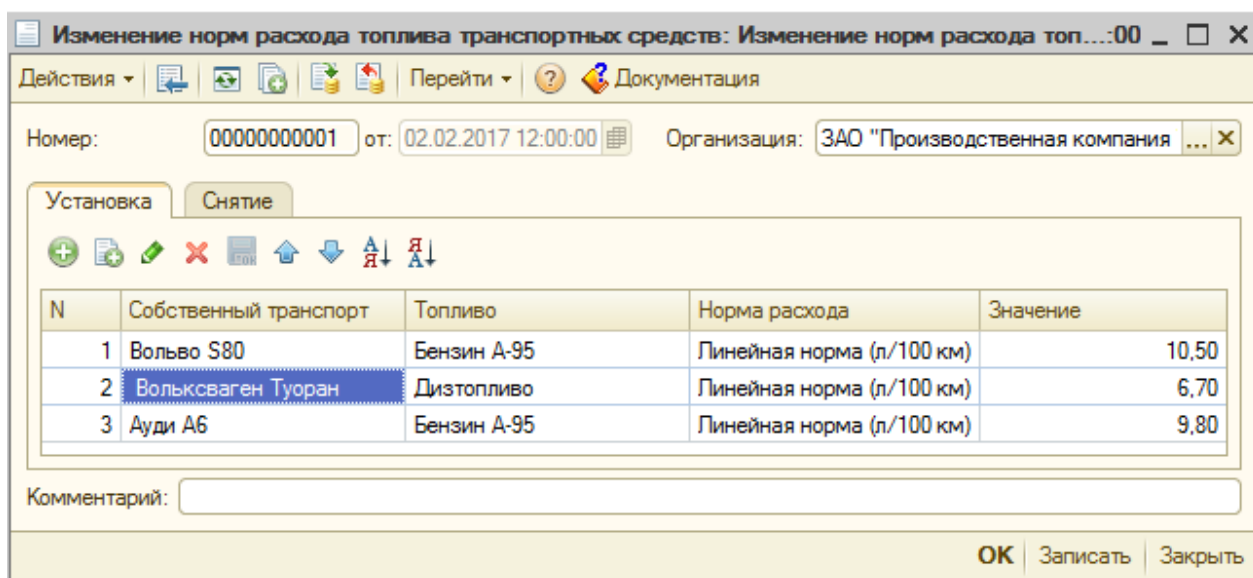 Изменение норм расхода топлива транспортных средств: Изменение норм расхода топ...:00
Действия Перейти Документация
Номер: 00000000001 от: 02.02.2017 12:00:00 Организация: ЗАО "Производственная компания ...
Установка Снятие
N Собственный транспорт Топливо Норма расхода Значение
1 Вольво S80 Бензин А-95 Линейная норма (л/100 км) 10,50
2 Вольксваген Туоран Дизтопливо Линейная норма (л/100 км) 6,70
3 Ауди А6 Бензин А-95 Линейная норма (л/100 км) 9,80
Комментарий:
OK Записать Закрыть